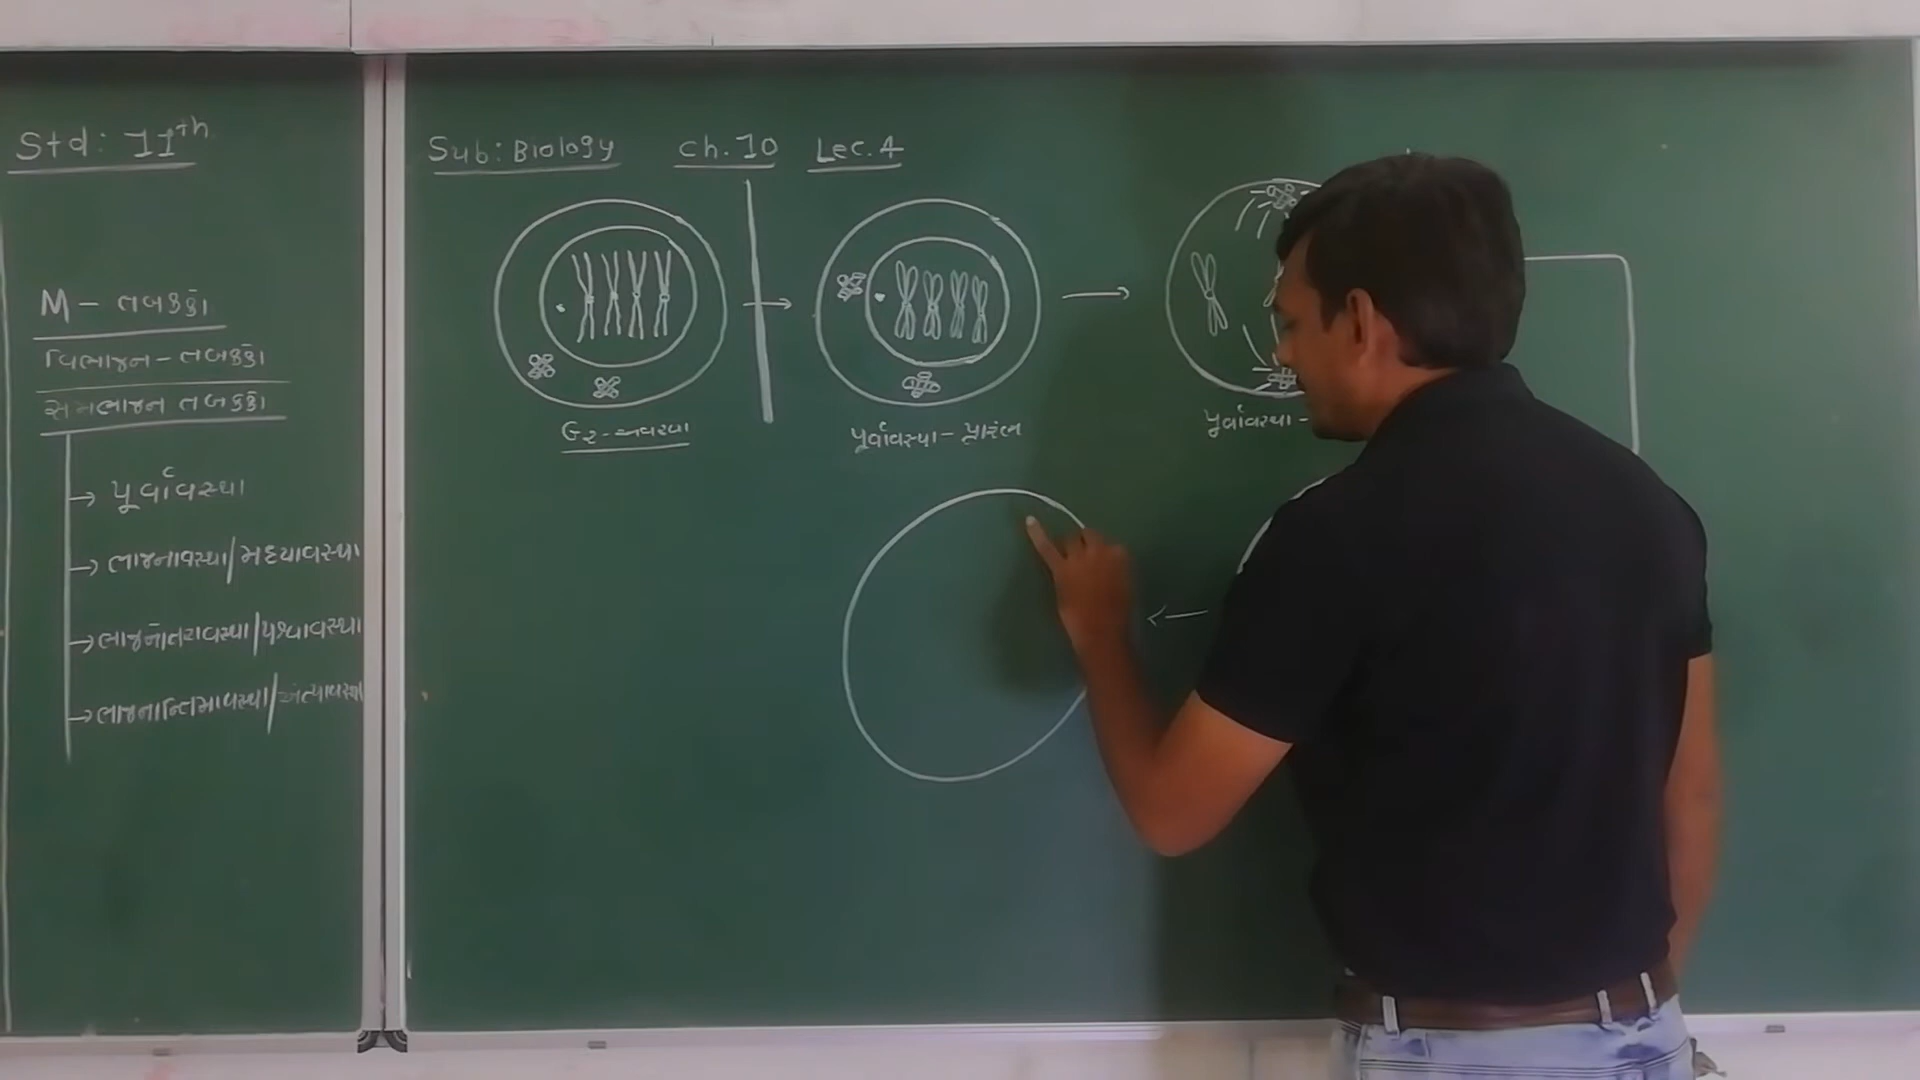 Std: 11th
M - તબક્કો
વિભાજન - તબક્કો
સમભાજન તબક્કો
→ પૂર્વાવસ્થા
→ ભાજનાવસ્થા/મધ્યાવસ્થા
→ ભાજનોતરાવસ્થા/પશ્ચાવસ્થા
→ ભાજનાન્તિમાવસ્થા/અંત્યાવસ્થા
Sub: Biology Ch. 10 Lec. 4
G2 - અવસ્થા
પૂર્વાવસ્થા - પ્રારંભ
પૂર્વાવસ્થા -